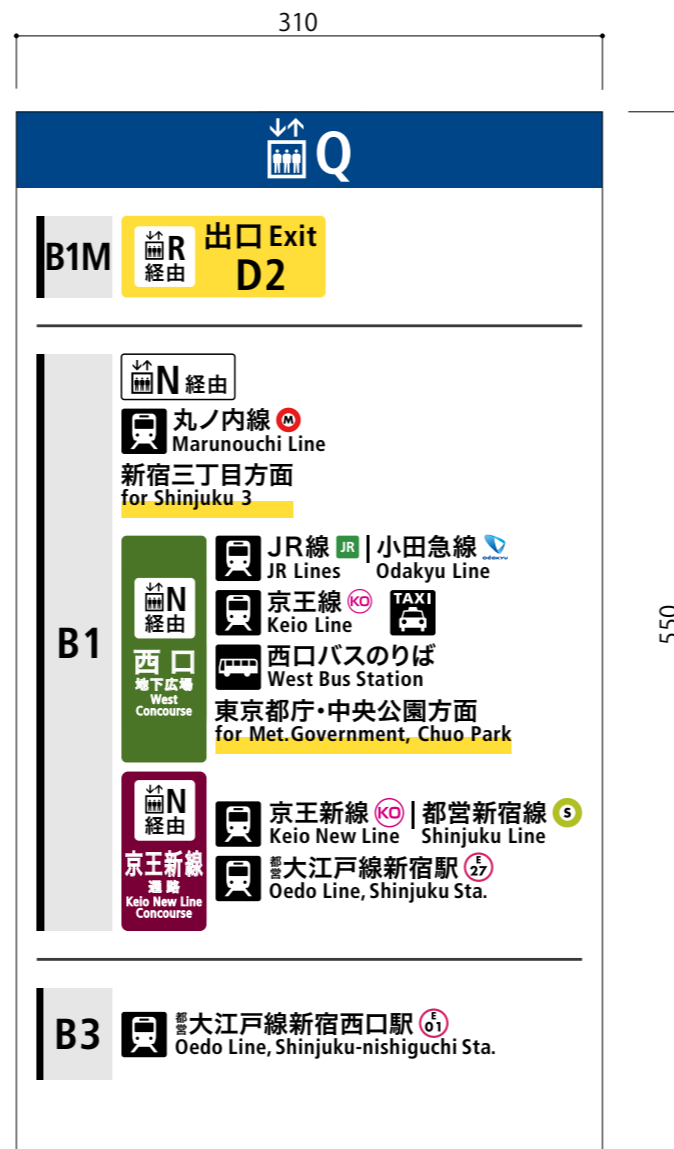 310
Q
B1M
R
経由
出口 Exit
D2
B1
N 経由
丸ノ内線 M
Marunouchi Line
新宿三丁目方面
for Shinjuku 3
N
経由
西口
地下広場
West
Concourse
JR線 JR | 小田急線 ODAKYU
JR Lines Odakyu Line
京王線 KO TAXI
Keio Line
西口バスのりば
West Bus Station
東京都庁・中央公園方面
for Met.Government, Chuo Park
N
経由
京王新線
通路
Keio New Line
Concourse
京王新線 KO | 都営新宿線 S
Keio New Line Shinjuku Line
都営大江戸線新宿駅 E 27
Oedo Line, Shinjuku Sta.
B3
都営大江戸線新宿西口駅 E 01
Oedo Line, Shinjuku-nishiguchi Sta.
550